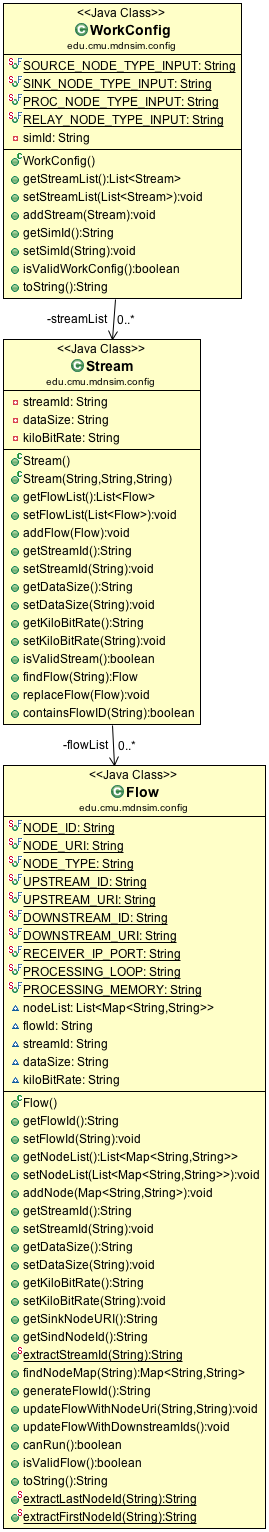 <<Java Class>>
WorkConfig
edu.cmu.mdnsim.config
SOURCE_NODE_TYPE_INPUT: String
SINK_NODE_TYPE_INPUT: String
PROC_NODE_TYPE_INPUT: String
RELAY_NODE_TYPE_INPUT: String
simId: String
WorkConfig()
getStreamList():List<Stream>
setStreamList(List<Stream>):void
addStream(Stream):void
getSimId():String
setSimId(String):void
isValidWorkConfig():boolean
toString():String
-streamList 0..*
<<Java Class>>
Stream
edu.cmu.mdnsim.config
streamId: String
dataSize: String
kiloBitRate: String
Stream()
Stream(String,String,String)
getFlowList():List<Flow>
setFlowList(List<Flow>):void
addFlow(Flow):void
getStreamId():String
setStreamId(String):void
getDataSize():String
setDataSize(String):void
getKiloBitRate():String
setKiloBitRate(String):void
isValidStream():boolean
findFlow(String):Flow
replaceFlow(Flow):void
containsFlowID(String):boolean
-flowList 0..*
<<Java Class>>
Flow
edu.cmu.mdnsim.config
NODE_ID: String
NODE_URI: String
NODE_TYPE: String
UPSTREAM_ID: String
UPSTREAM_URI: String
DOWNSTREAM_ID: String
DOWNSTREAM_URI: String
RECEIVER_IP_PORT: String
PROCESSING_LOOP: String
PROCESSING_MEMORY: String
nodeList: List<Map<String,String>>
flowId: String
streamId: String
dataSize: String
kiloBitRate: String
Flow()
getFlowId():String
setFlowId(String):void
getNodeList():List<Map<String,String>>
setNodeList(List<Map<String,String>>):void
addNode(Map<String,String>):void
getStreamId():String
setStreamId(String):void
getDataSize():String
setDataSize(String):void
getKiloBitRate():String
setKiloBitRate(String):void
getSinkNodeURI():String
getSindNodeId():String
extractStreamId(String):String
findNodeMap(String):Map<String,String>
generateFlowId():String
updateFlowWithNodeUri(String,String):void
updateFlowWithDownstreamIds():void
canRun():boolean
isValidFlow():boolean
toString():String
extractLastNodeId(String):String
extractFirstNodeId(String):String